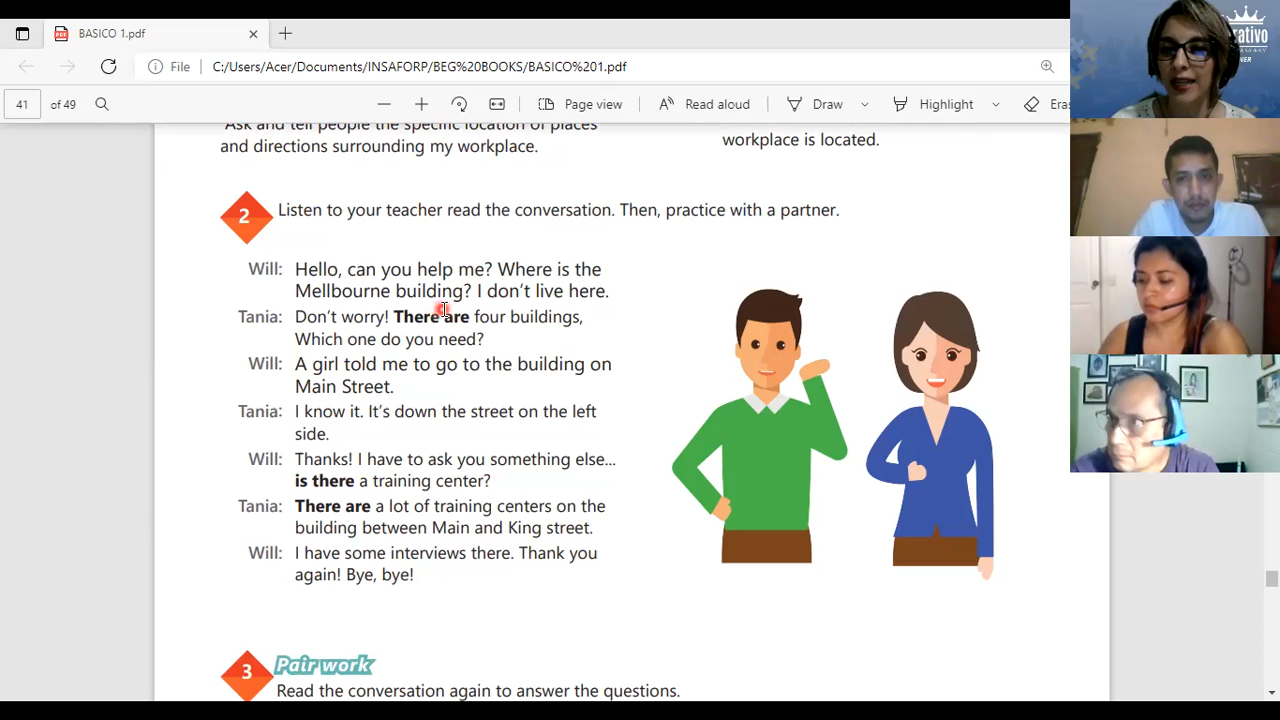 BASICO 1.pdf
File C:/Users/Acer/Documents/INSAFORP/BEG%20BOOKS/BASICO%201.pdf
41 of 49 Page view Read aloud Draw Highlight
Ask and tell people the specific location of places
and directions surrounding my workplace.
workplace is located.
2 Listen to your teacher read the conversation. Then, practice with a partner.
Will: Hello, can you help me? Where is the
Mellbourne building? I don't live here.
Tania: Don't worry! There are four buildings,
Which one do you need?
Will: A girl told me to go to the building on
Main Street.
Tania: I know it. It's down the street on the left
side.
Will: Thanks! I have to ask you something else...
is there a training center?
Tania: There are a lot of training centers on the
building between Main and King street.
Will: I have some interviews there. Thank you
again! Bye, bye!
3 Pair work
Read the conversation again to answer the questions.